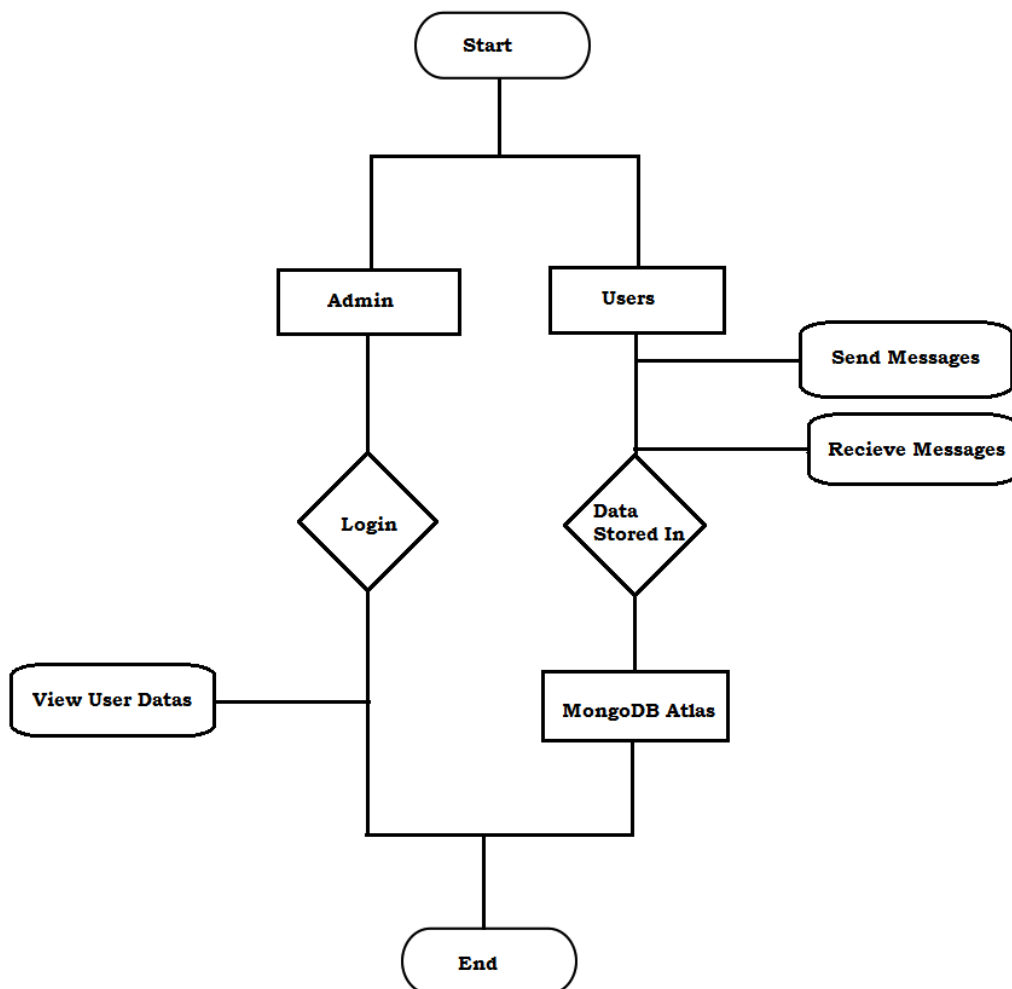 Start
Admin
Users
Send Messages
Recieve Messages
Login
Data
Stored In
View User Datas
MongoDB Atlas
End